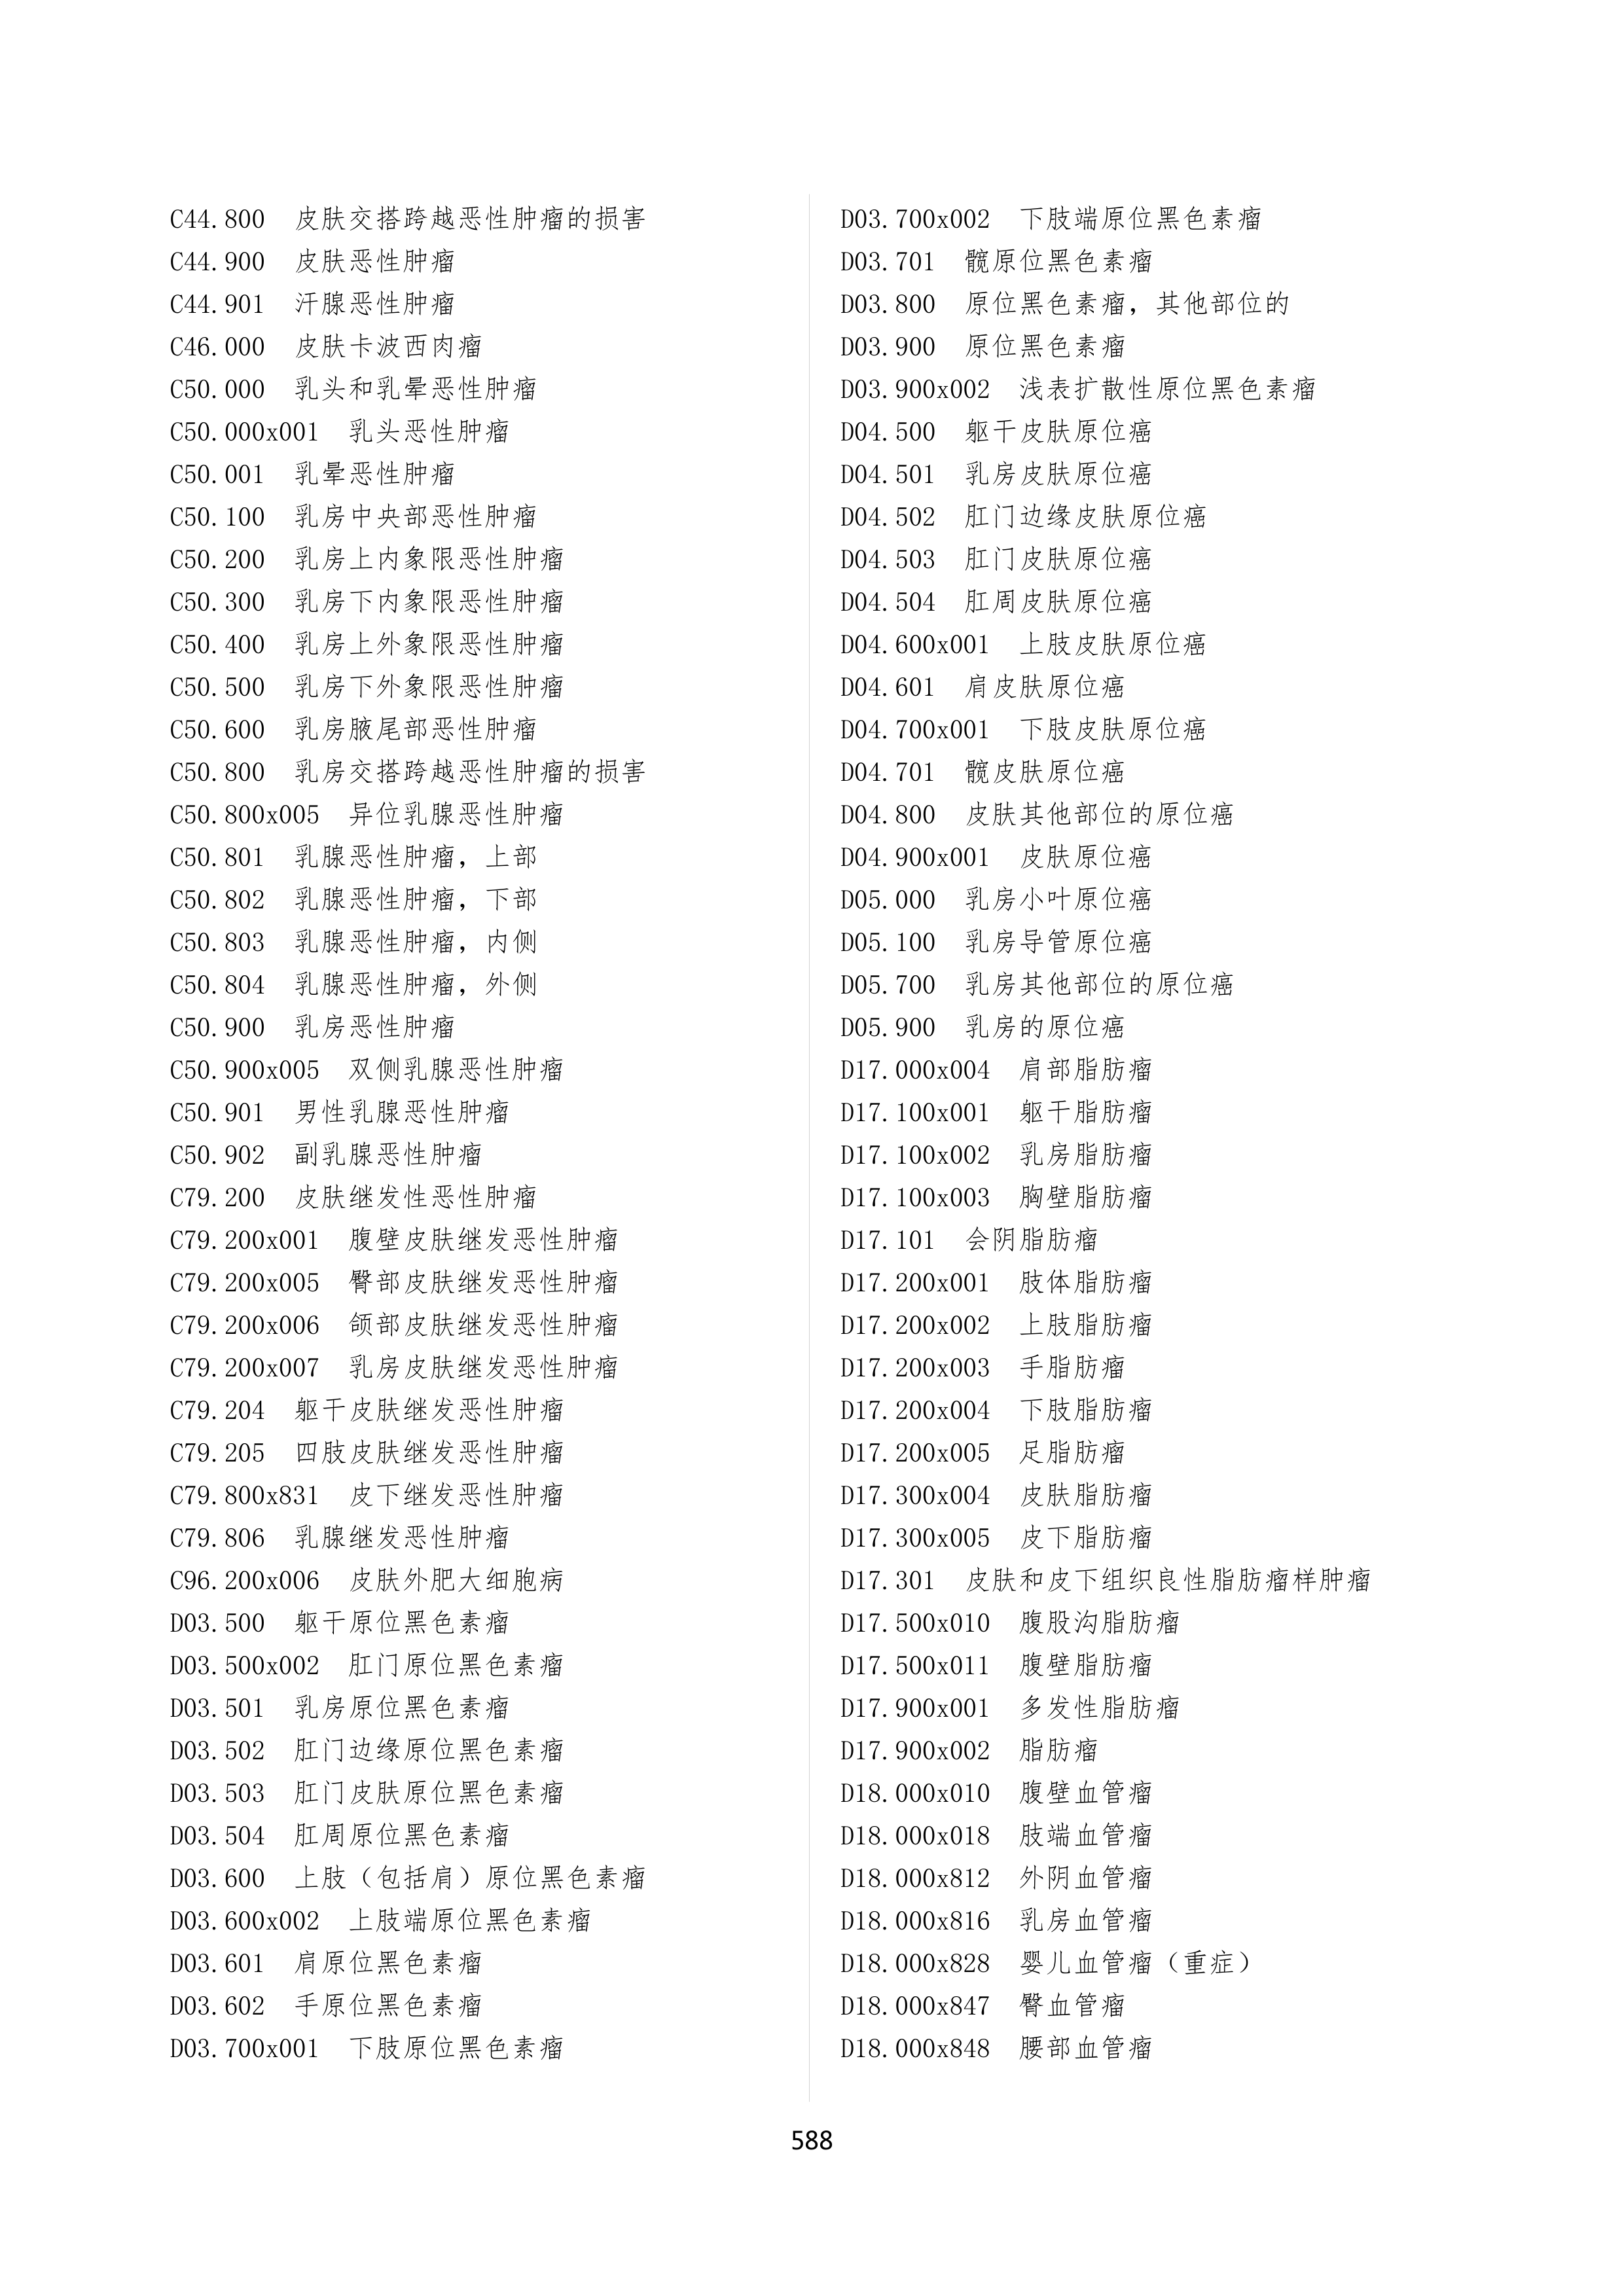 C44.800  皮肤交搭跨越恶性肿瘤的损害
C44.900  皮肤恶性肿瘤
C44.901  汗腺恶性肿瘤
C46.000  皮肤卡波西肉瘤
C50.000  乳头和乳晕恶性肿瘤
C50.000x001  乳头恶性肿瘤
C50.001  乳晕恶性肿瘤
C50.100  乳房中央部恶性肿瘤
C50.200  乳房上内象限恶性肿瘤
C50.300  乳房下内象限恶性肿瘤
C50.400  乳房上外象限恶性肿瘤
C50.500  乳房下外象限恶性肿瘤
C50.600  乳房腋尾部恶性肿瘤
C50.800  乳房交搭跨越恶性肿瘤的损害
C50.800x005  异位乳腺恶性肿瘤
C50.801  乳腺恶性肿瘤，上部
C50.802  乳腺恶性肿瘤，下部
C50.803  乳腺恶性肿瘤，内侧
C50.804  乳腺恶性肿瘤，外侧
C50.900  乳房恶性肿瘤
C50.900x005  双侧乳腺恶性肿瘤
C50.901  男性乳腺恶性肿瘤
C50.902  副乳腺恶性肿瘤
C79.200  皮肤继发性恶性肿瘤
C79.200x001  腹壁皮肤继发恶性肿瘤
C79.200x005  臀部皮肤继发恶性肿瘤
C79.200x006  颌部皮肤继发恶性肿瘤
C79.200x007  乳房皮肤继发恶性肿瘤
C79.204  躯干皮肤继发恶性肿瘤
C79.205  四肢皮肤继发恶性肿瘤
C79.800x831  皮下继发恶性肿瘤
C79.806  乳腺继发恶性肿瘤
C96.200x006  皮肤外肥大细胞病
D03.500  躯干原位黑色素瘤
D03.500x002  肛门原位黑色素瘤
D03.501  乳房原位黑色素瘤
D03.502  肛门边缘原位黑色素瘤
D03.503  肛门皮肤原位黑色素瘤
D03.504  肛周原位黑色素瘤
D03.600  上肢（包括肩）原位黑色素瘤
D03.600x002  上肢端原位黑色素瘤
D03.601  肩原位黑色素瘤
D03.602  手原位黑色素瘤
D03.700x001  下肢原位黑色素瘤
D03.700x002  下肢端原位黑色素瘤
D03.701  髋原位黑色素瘤
D03.800  原位黑色素瘤，其他部位的
D03.900  原位黑色素瘤
D03.900x002  浅表扩散性原位黑色素瘤
D04.500  躯干皮肤原位癌
D04.501  乳房皮肤原位癌
D04.502  肛门边缘皮肤原位癌
D04.503  肛门皮肤原位癌
D04.504  肛周皮肤原位癌
D04.600x001  上肢皮肤原位癌
D04.601  肩皮肤原位癌
D04.700x001  下肢皮肤原位癌
D04.701  髋皮肤原位癌
D04.800  皮肤其他部位的原位癌
D04.900x001  皮肤原位癌
D05.000  乳房小叶原位癌
D05.100  乳房导管原位癌
D05.700  乳房其他部位的原位癌
D05.900  乳房的原位癌
D17.000x004  肩部脂肪瘤
D17.100x001  躯干脂肪瘤
D17.100x002  乳房脂肪瘤
D17.100x003  胸壁脂肪瘤
D17.101  会阴脂肪瘤
D17.200x001  肢体脂肪瘤
D17.200x002  上肢脂肪瘤
D17.200x003  手脂肪瘤
D17.200x004  下肢脂肪瘤
D17.200x005  足脂肪瘤
D17.300x004  皮肤脂肪瘤
D17.300x005  皮下脂肪瘤
D17.301  皮肤和皮下组织良性脂肪瘤样肿瘤
D17.500x010  腹股沟脂肪瘤
D17.500x011  腹壁脂肪瘤
D17.900x001  多发性脂肪瘤
D17.900x002  脂肪瘤
D18.000x010  腹壁血管瘤
D18.000x018  肢端血管瘤
D18.000x812  外阴血管瘤
D18.000x816  乳房血管瘤
D18.000x828  婴儿血管瘤（重症）
D18.000x847  臀血管瘤
D18.000x848  腰部血管瘤
588